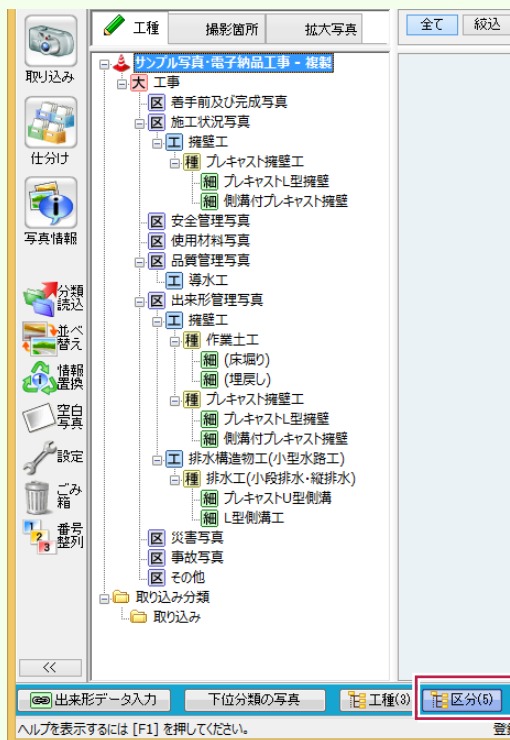 工種
撮影箇所
拡大写真
全て
絞込
取り込み
仕分け
写真情報
分類
読込
並べ
替え
情報
置換
空白
写真
設定
ごみ
箱
番号
整列
<<
サンプル写真・電子納品工事 - 複製
大 工事
区 着手前及び完成写真
区 施工状況写真
工 擁壁工
種 プレキャスト擁壁工
細 プレキャストL型擁壁
細 側溝付プレキャスト擁壁
区 安全管理写真
区 使用材料写真
区 品質管理写真
工 導水工
区 出来形管理写真
工 擁壁工
種 作業土工
細 (床堀り)
細 (埋戻し)
種 プレキャスト擁壁工
細 プレキャストL型擁壁
細 側溝付プレキャスト擁壁
工 排水構造物工(小型水路工)
種 排水工(小段排水・縦排水)
細 プレキャストU型側溝
細 L型側溝工
区 災害写真
区 事故写真
区 その他
取り込み分類
取り込み
出来形データ入力
下位分類の写真
工種(3)
区分(5)
ヘルプを表示するには [F1] を押してください。